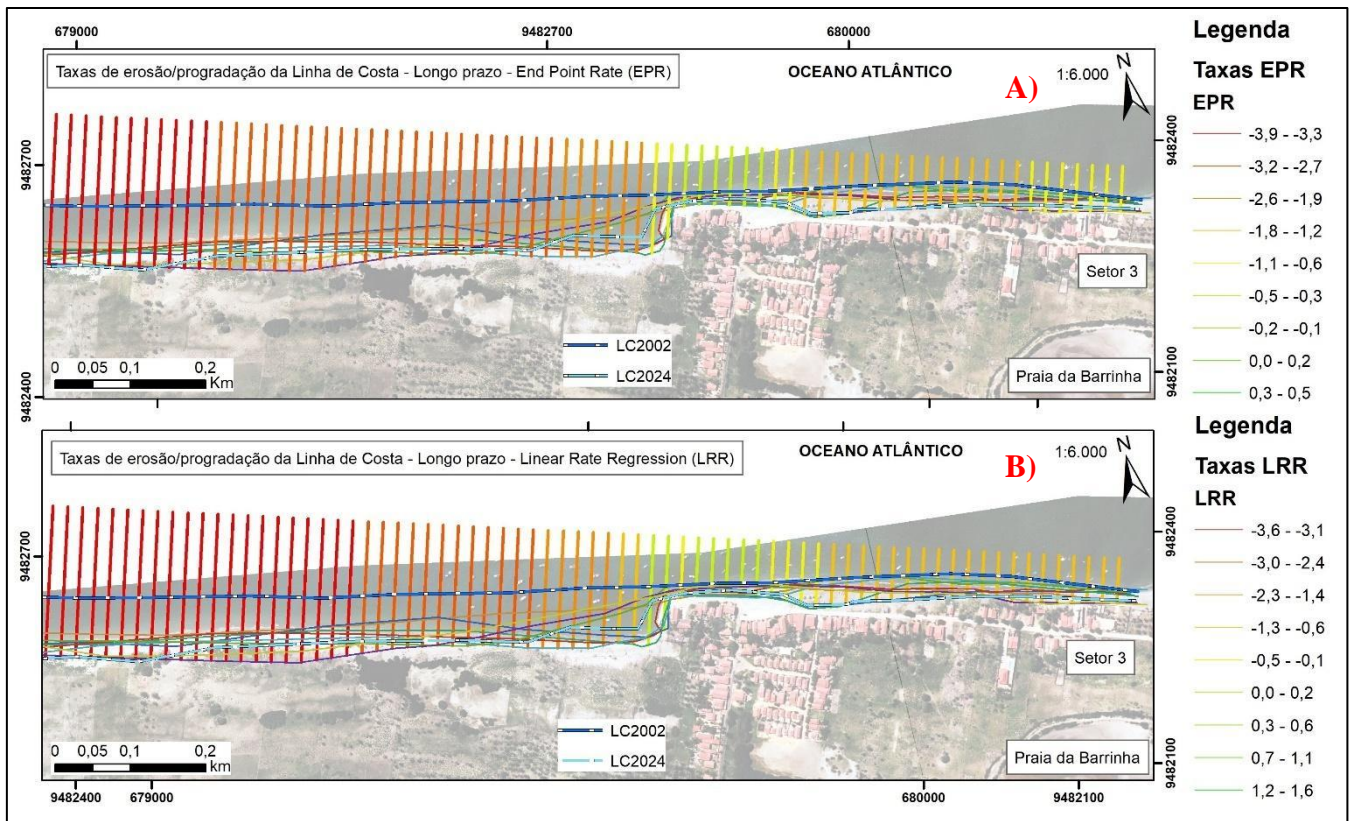 679000
9482700
680000
Taxas de erosão/progradação da Linha de Costa - Longo prazo - End Point Rate (EPR)
OCEANO ATLÂNTICO
A)
1:6.000
N
9482700
9482400
9482400
9482100
Setor 3
LC2002
LC2024
0 0,05 0,1 0,2
Km
Praia da Barrinha
Legenda
Taxas EPR
EPR
-3,9 - -3,3
-3,2 - -2,7
-2,6 - -1,9
-1,8 - -1,2
-1,1 - -0,6
-0,5 - -0,3
-0,2 - -0,1
0,0 - 0,2
0,3 - 0,5
Taxas de erosão/progradação da Linha de Costa - Longo prazo - Linear Rate Regression (LRR)
OCEANO ATLÂNTICO
B)
1:6.000
N
9482700
9482400
9482100
Setor 3
LC2002
LC2024
0 0,05 0,1 0,2
km
Praia da Barrinha
9482400
679000
680000
9482100
Legenda
Taxas LRR
LRR
-3,6 - -3,1
-3,0 - -2,4
-2,3 - -1,4
-1,3 - -0,6
-0,5 - -0,1
0,0 - 0,2
0,3 - 0,6
0,7 - 1,1
1,2 - 1,6